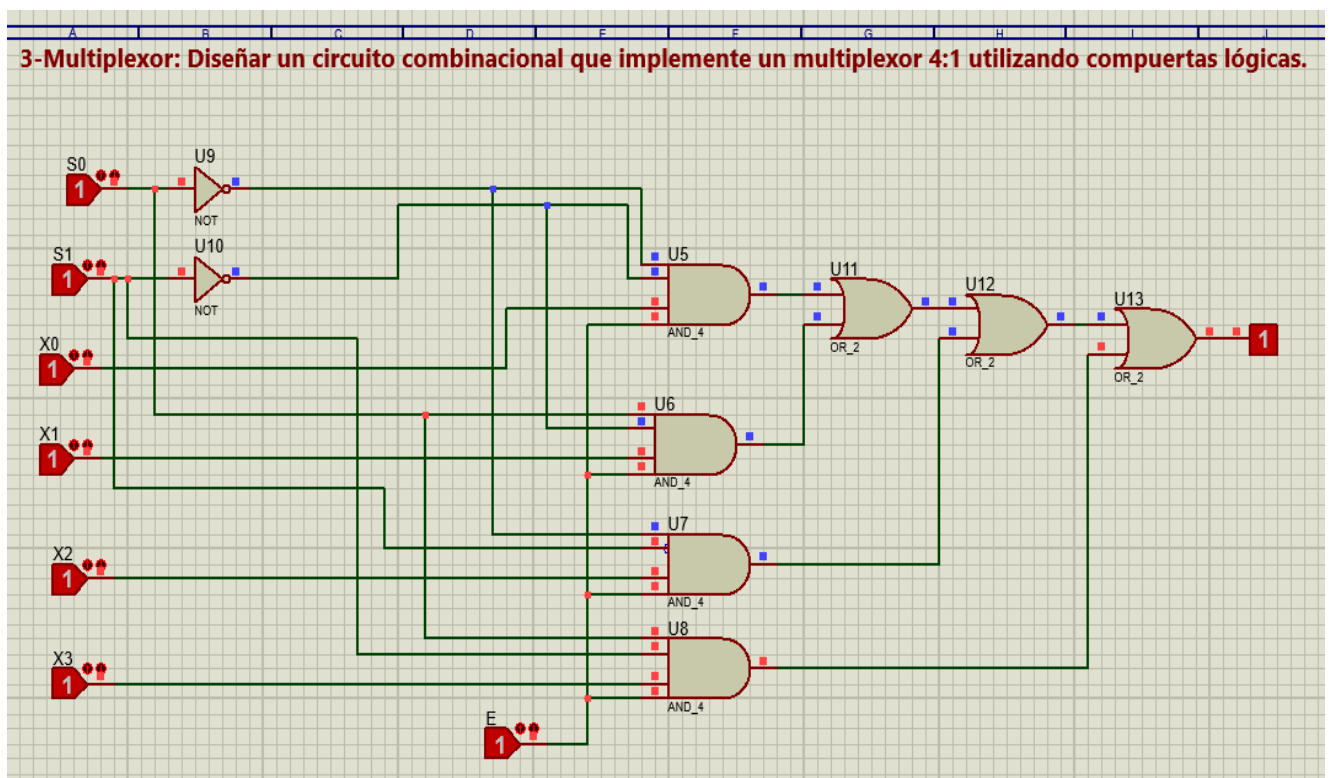 A B C D E F G H I J
3-Multiplexor: Diseñar un circuito combinacional que implemente un multiplexor 4:1 utilizando compuertas lógicas.
S0
1
U9
NOT
S1
1
U10
NOT
X0
1
X1
1
X2
1
X3
1
E
1
U5
AND_4
U6
AND_4
U7
AND_4
U8
AND_4
U11
OR_2
U12
OR_2
U13
OR_2
1